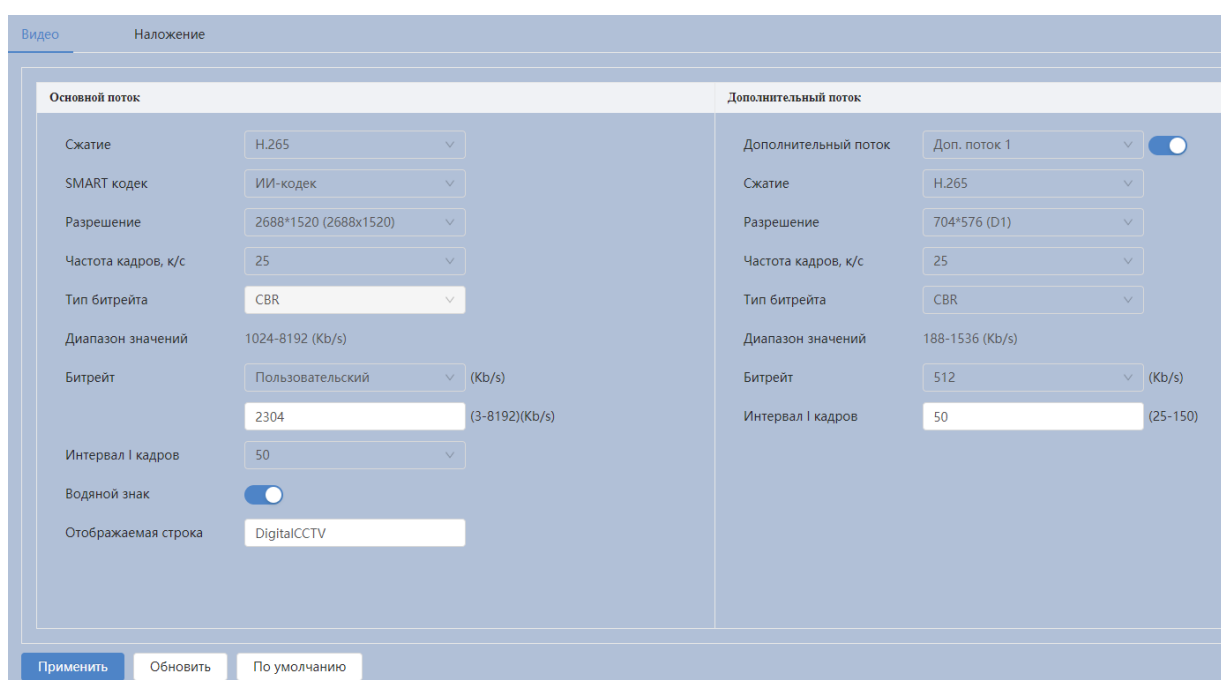 Видео Наложение
Основной поток
Сжатие H.265
SMART кодек ИИ-кодек
Разрешение 2688*1520 (2688x1520)
Частота кадров, к/с 25
Тип битрейта CBR
Диапазон значений 1024-8192 (Kb/s)
Битрейт Пользовательский (Kb/s)
2304 (3-8192)(Kb/s)
Интервал I кадров 50
Водяной знак
Отображаемая строка DigitalCCTV
Дополнительный поток
Дополнительный поток Доп. поток 1
Сжатие H.265
Разрешение 704*576 (D1)
Частота кадров, к/с 25
Тип битрейта CBR
Диапазон значений 188-1536 (Kb/s)
Битрейт 512 (Kb/s)
Интервал I кадров 50 (25-150)
Применить Обновить По умолчанию